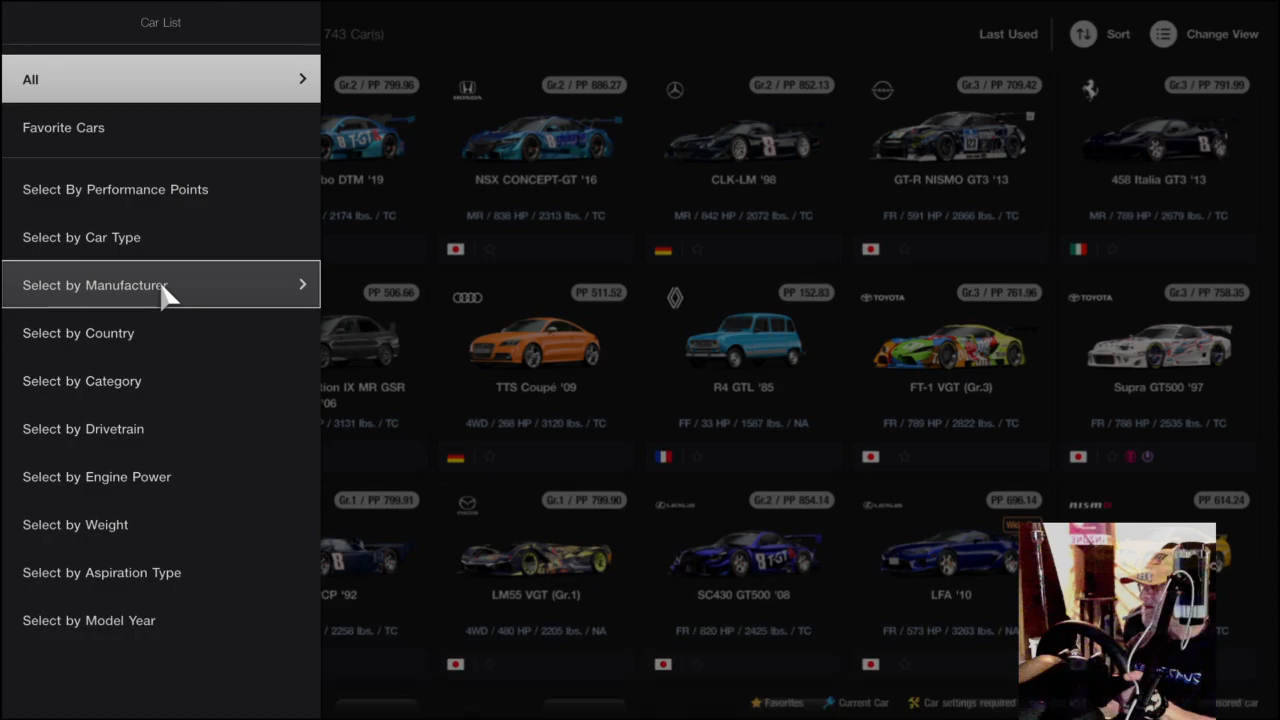 Car List
All
Favorite Cars
Select By Performance Points
Select by Car Type
Select by Manufacturer
Select by Country
Select by Category
Select by Drivetrain
Select by Engine Power
Select by Weight
Select by Aspiration Type
Select by Model Year
743 Car(s)
Last Used
Sort
Change View
Gr.2 / PP 799.96
DTM '19
/ 2174 lbs. / TC
HONDA
Gr.2 / PP 886.27
NSX CONCEPT-GT '16
MR / 838 HP / 2313 lbs. / TC
Gr.2 / PP 852.13
CLK-LM '98
MR / 842 HP / 2072 lbs. / TC
Gr.3 / PP 709.42
GT-R NISMO GT3 '13
FR / 591 HP / 2866 lbs. / TC
Gr.3 / PP 791.99
458 Italia GT3 '13
MR / 789 HP / 2679 lbs. / TC
PP 506.66
IX MR GSR
'06
/ 3131 lbs. / TC
PP 511.52
TTS Coupé '09
4WD / 268 HP / 3120 lbs. / TC
PP 152.83
R4 GTL '85
FF / 33 HP / 1587 lbs. / NA
TOYOTA
Gr.3 / PP 761.96
FT-1 VGT (Gr.3)
FR / 789 HP / 2822 lbs. / TC
TOYOTA
Gr.3 / PP 758.35
Supra GT500 '97
FR / 788 HP / 2535 lbs. / TC
Gr.1 / PP 799.91
'92
/ 2258 lbs. / TC
mazda
Gr.1 / PP 799.90
LM55 VGT (Gr.1)
4WD / 480 HP / 2205 lbs. / NA
LEXUS
Gr.2 / PP 854.14
SC430 GT500 '08
FR / 820 HP / 2425 lbs. / TC
LEXUS
PP 696.14
LFA '10
FR / 573 HP / 3263 lbs. / NA
nismo
PP 614.24
TC
Favorites
Current Car
Car settings required
car